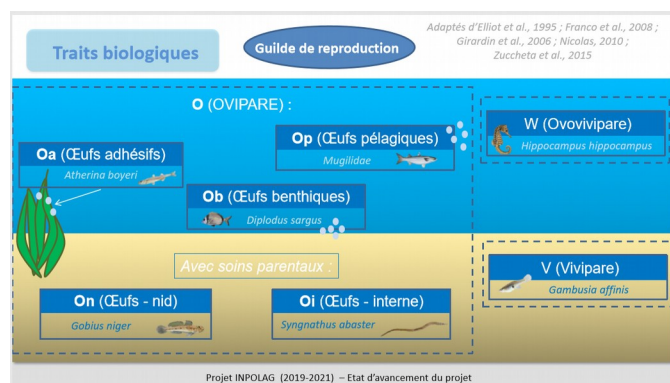 Traits biologiques
Guilde de reproduction
Adaptés d'Elliot et al., 1995 ; Franco et al., 2008 ;
Girardin et al., 2006 ; Nicolas, 2010 ;
Zuccheta et al., 2015
O (OVIPARE) :
Op (Œufs pélagiques)
Mugilidae
W (Ovovivipare)
Hippocampus hippocampus
Oa (Œufs adhésifs)
Atherina boyeri
Ob (Œufs benthiques)
Diplodus sargus
Avec soins parentaux :
V (Vivipare)
Gambusia affinis
On (Œufs - nid)
Gobius niger
Oi (Œufs - interne)
Syngnathus abaster
Projet INPOLAG (2019-2021) – Etat d'avancement du projet